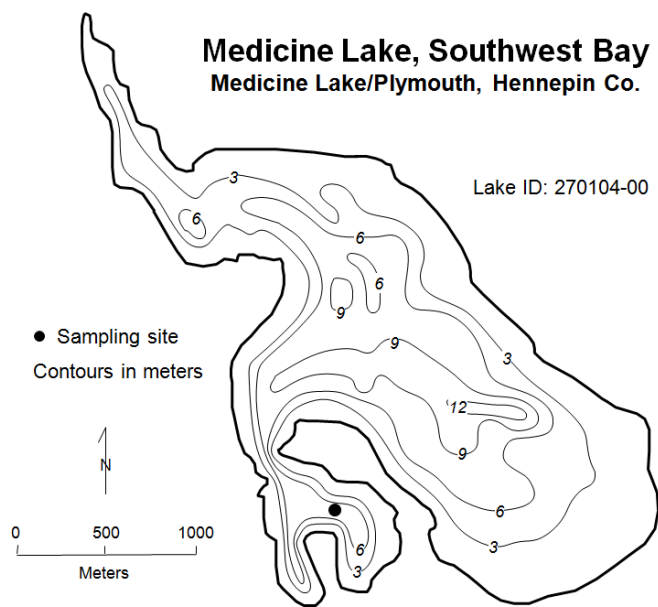 Medicine Lake, Southwest Bay
Medicine Lake/Plymouth, Hennepin Co.
Lake ID: 270104-00
3
6
6
6
9
9
3
12
9
6
3
6
3
Sampling site
Contours in meters
N
0 500 1000
Meters